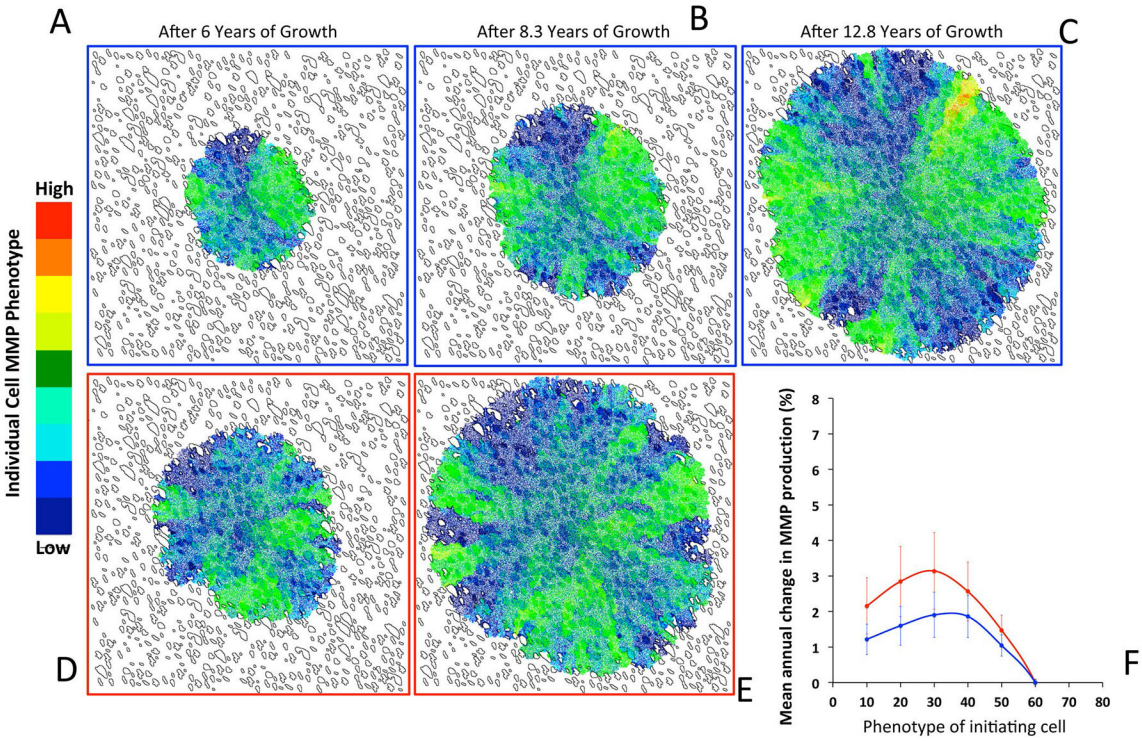 A
B
After 6 Years of Growth
After 8.3 Years of Growth
After 12.8 Years of Growth
C
High
Individual Cell MMP Phenotype
Low
D
E
Mean annual change in MMP production (%)
8
7
6
5
4
3
2
1
0
0 10 20 30 40 50 60 70 80
Phenotype of initiating cell
F